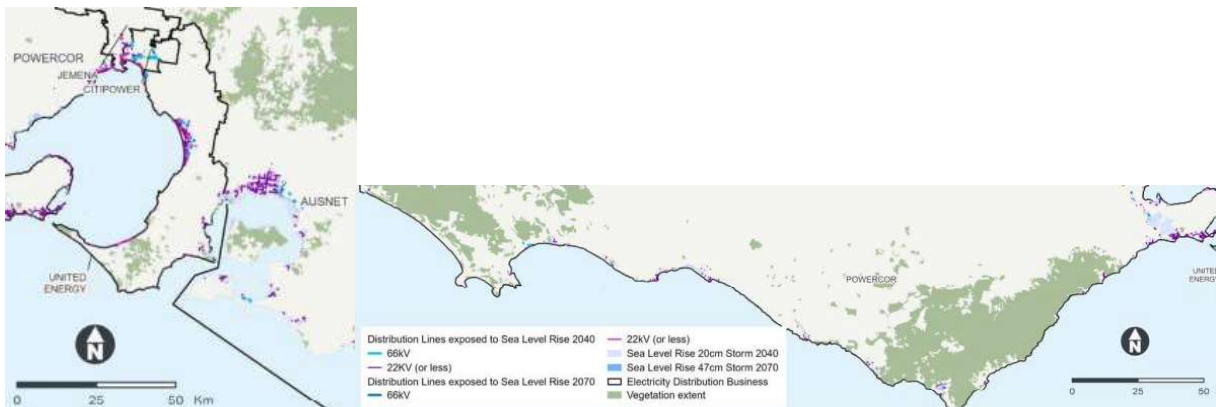 POWERCOR
JEMENA
CITIPOWER
AUSNET
UNITED
ENERGY
N
0 25 50 Km
POWERCOR
UNITED
ENERGY
N
0 25 50
Distribution Lines exposed to Sea Level Rise 2040
66kV
22KV (or less)
Distribution Lines exposed to Sea Level Rise 2070
66kV
22kV (or less)
Sea Level Rise 20cm Storm 2040
Sea Level Rise 47cm Storm 2070
Electricity Distribution Business
Vegetation extent